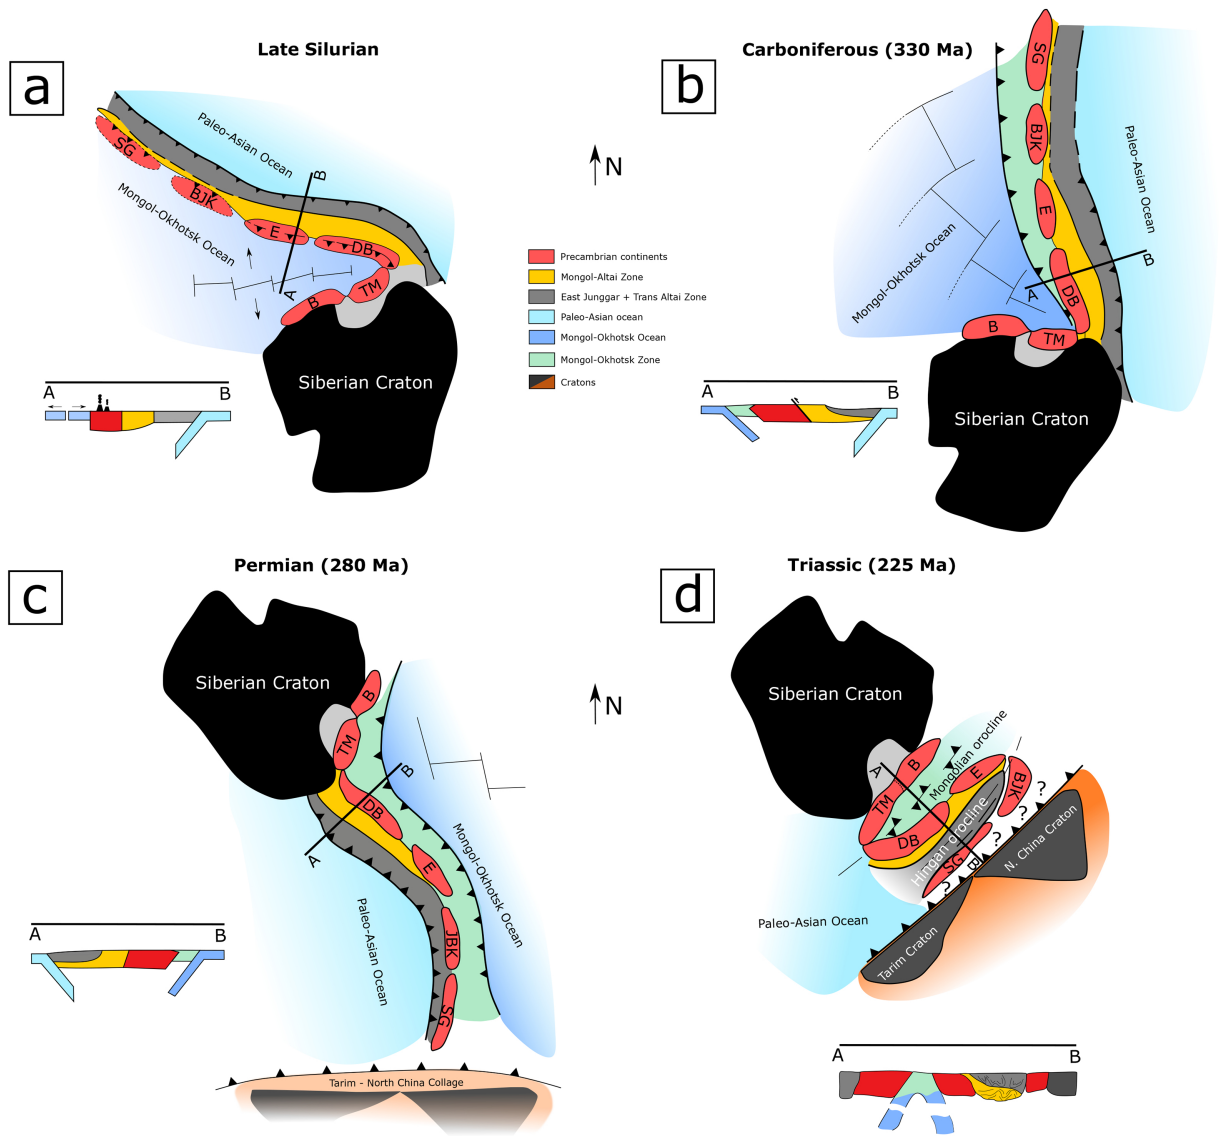 Late Silurian
a
Paleo-Asian Ocean
SG
BJK
Mongol-Okhotsk Ocean
B
E
DB
A
B
TM
Siberian Craton
A
B
N
Precambrian continents
Mongol-Altai Zone
East Junggar + Trans Altai Zone
Paleo-Asian ocean
Mongol-Okhotsk Ocean
Mongol-Okhotsk Zone
Cratons
Carboniferous (330 Ma)
b
SG
BJK
Paleo-Asian Ocean
E
Mongol-Okhotsk Ocean
B
A
DB
B
TM
Siberian Craton
A
B
Permian (280 Ma)
c
Siberian Craton
B
TM
B
DB
A
E
Mongol-Okhotsk Ocean
Paleo-Asian Ocean
JBK
SG
A
B
Tarim - North China Collage
N
Triassic (225 Ma)
d
Siberian Craton
A
B
Mongolian orocline
E
BJK
?
TM
DB
Hingan orocline
?
?
SG
B
?
N. China Craton
Paleo-Asian Ocean
Tarim Craton
A
B